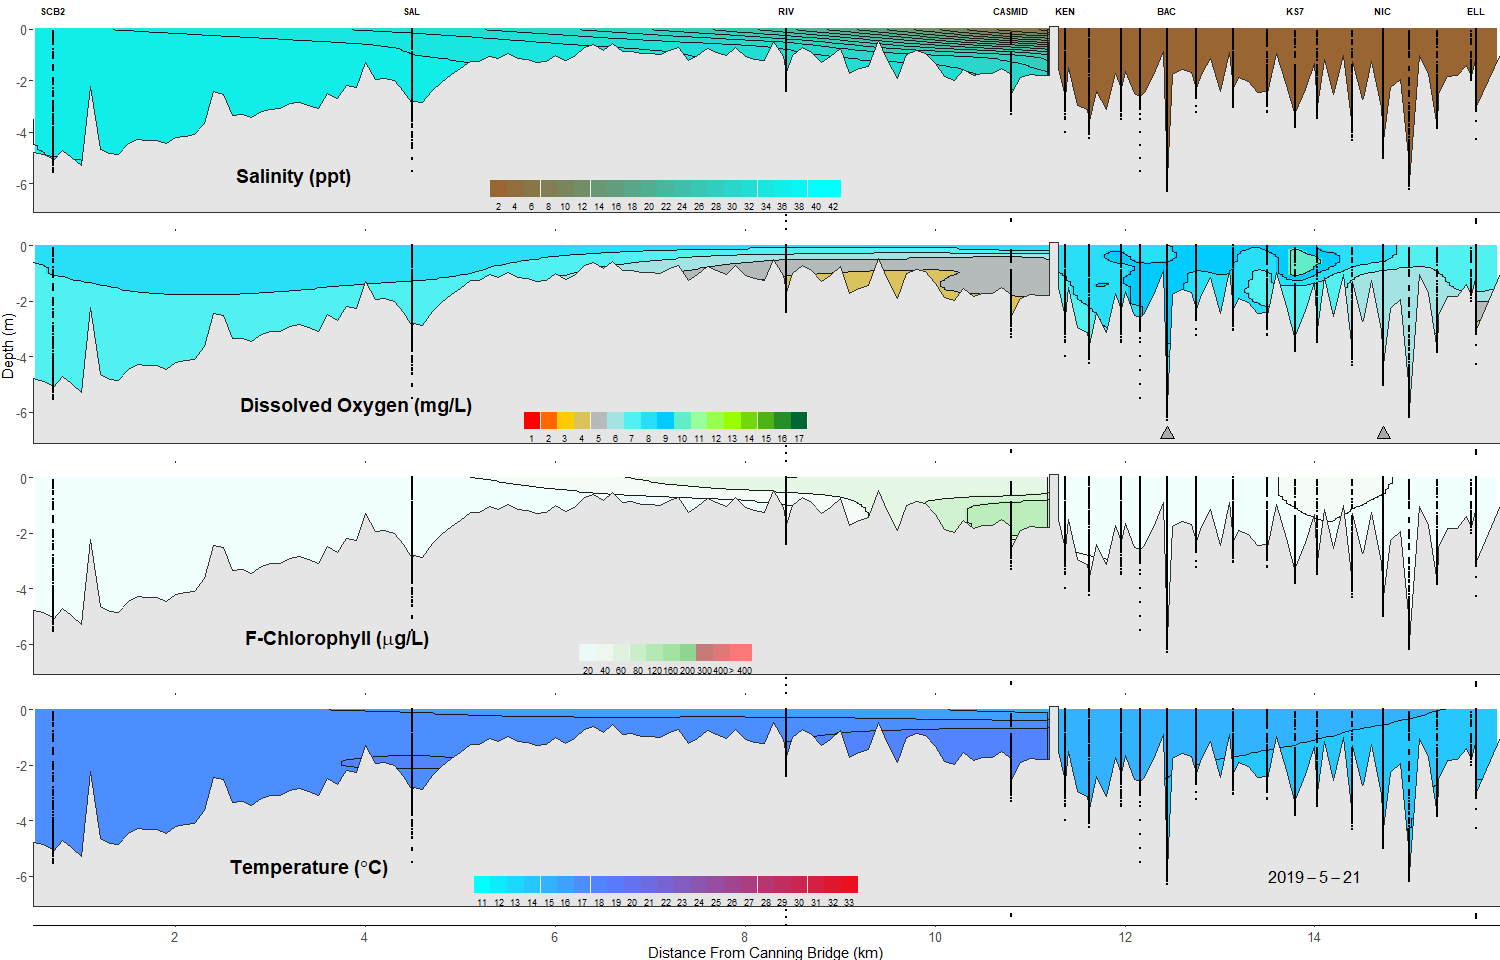 SCB2 SAL RIV CASMID KEN BAC KS7 NIC ELL
0
-2
-4
-6
Salinity (ppt)
2 4 6 8 10 12 14 16 18 20 22 24 26 28 30 32 34 36 38 40 42
0
-2
-4
-6
Depth (m)
Dissolved Oxygen (mg/L)
1 2 3 4 5 6 7 8 9 10 11 12 13 14 15 16 17
0
-2
-4
-6
F-Chlorophyll (µg/L)
20 40 60 80 120 160 200 300 400 > 400
0
-2
-4
-6
Temperature (°C)
2019 – 5 – 21
11 12 13 14 15 16 17 18 19 20 21 22 23 24 25 26 27 28 29 30 31 32 33
2 4 6 8 10 12 14
Distance From Canning Bridge (km)